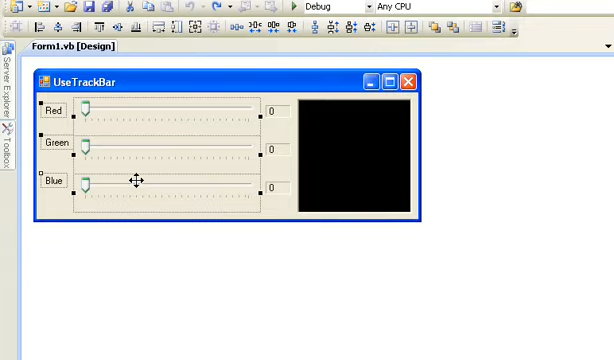 Debug Any CPU
Form1.vb [Design]
Server Explorer
Toolbox
UseTrackBar
Red 0
Green 0
Blue 0